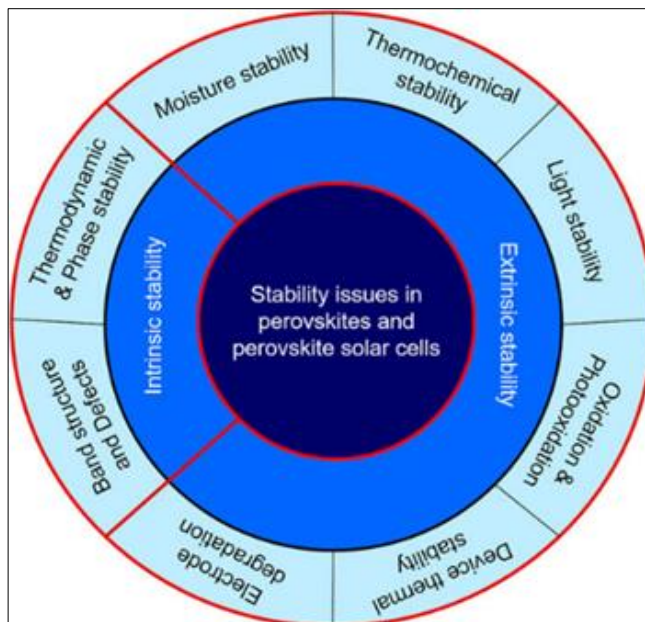 Stability issues in
perovskites and
perovskite solar cells
Intrinsic stability
Extrinsic stability
Moisture stability
Thermochemical
stability
Light stability
Oxidation &
Photooxidation
Device thermal
stability
Electrode
degradation
Band structure
and Defects
Thermodynamic
& Phase stability